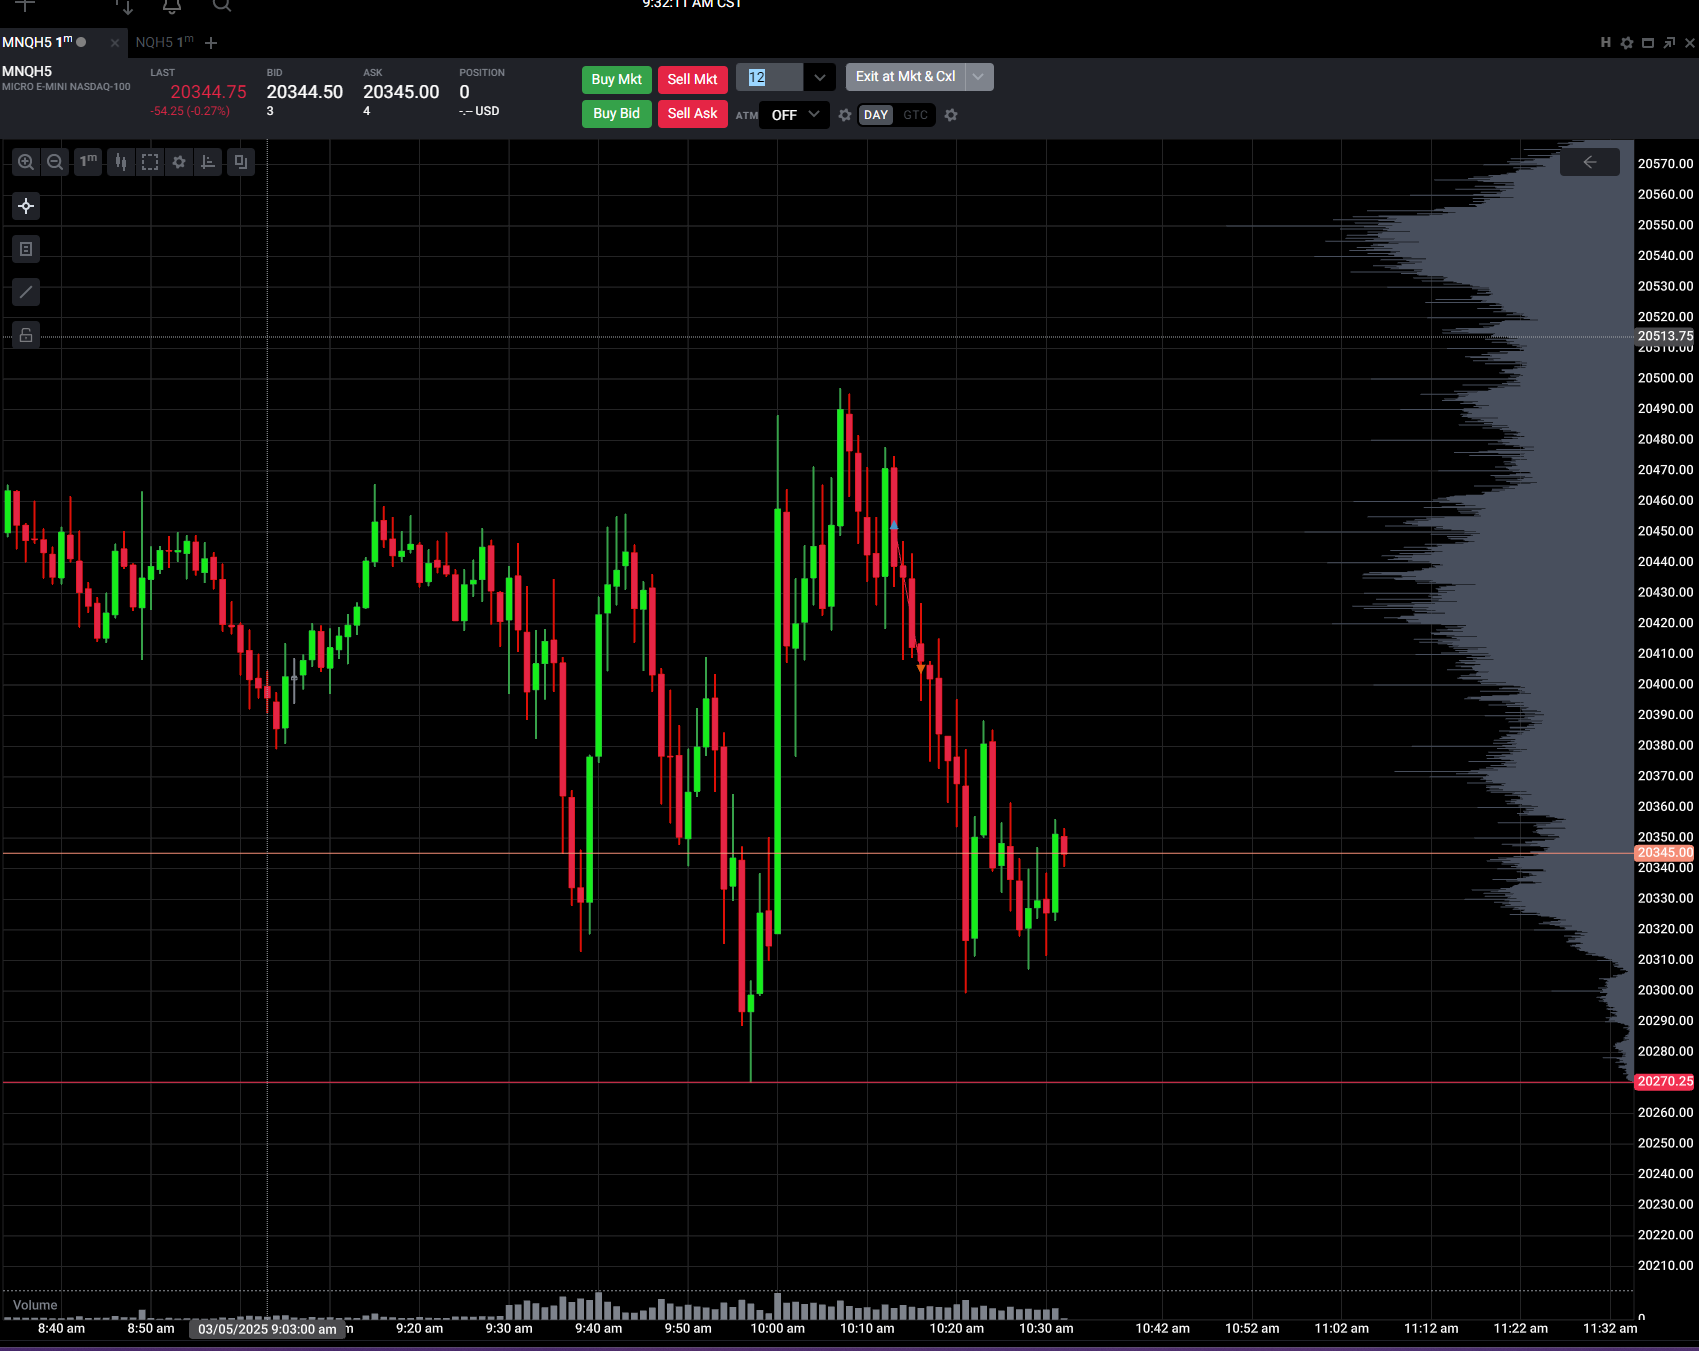 9:32:11 AM CST
MNQH5 1m
NQH5 1m
H
MNQH5
MICRO E-MINI NASDAQ-100
LAST
20344.75
-54.25 (-0.27%)
BID
20344.50
3
ASK
20345.00
4
POSITION
0
-.-- USD
Buy Mkt
Sell Mkt
12
Exit at Mkt & Cxl
Buy Bid
Sell Ask
ATM
OFF
DAY
GTC
1m
20570.00
20560.00
20550.00
20540.00
20530.00
20520.00
20513.75
20510.00
20500.00
20490.00
20480.00
20470.00
20460.00
20450.00
20440.00
20430.00
20420.00
20410.00
20400.00
20390.00
20380.00
20370.00
20360.00
20350.00
20345.00
20340.00
20330.00
20320.00
20310.00
20300.00
20290.00
20280.00
20270.25
20260.00
20250.00
20240.00
20230.00
20220.00
20210.00
Volume
0
8:40 am
8:50 am
03/05/2025 9:03:00 am
9:20 am
9:30 am
9:40 am
9:50 am
10:00 am
10:10 am
10:20 am
10:30 am
10:42 am
10:52 am
11:02 am
11:12 am
11:22 am
11:32 am